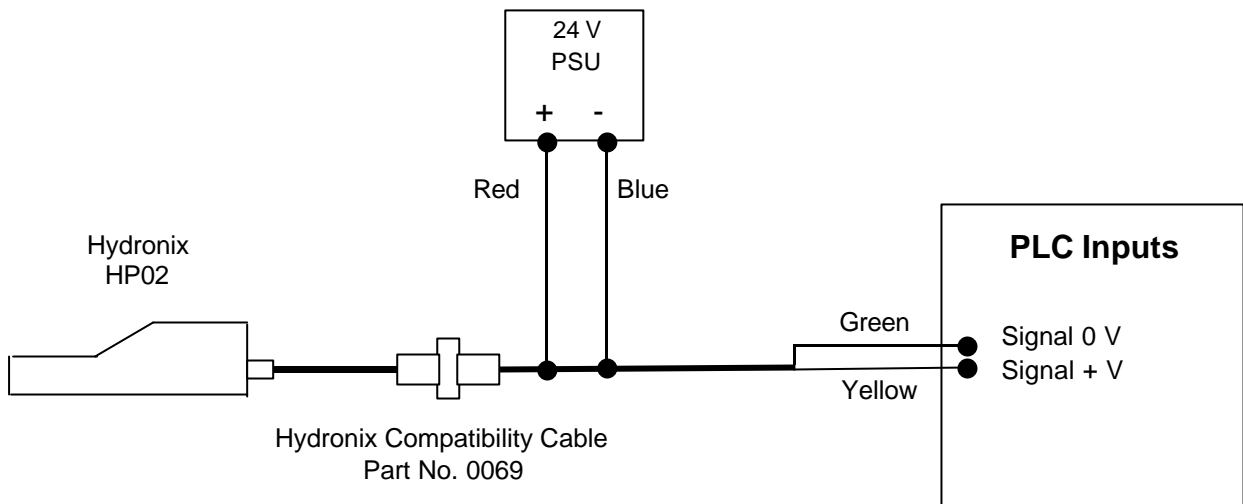 24 V
PSU
+ -
Red
Blue
Hydronix
HP02
PLC Inputs
Green
Signal 0 V
Signal + V
Yellow
Hydronix Compatibility Cable
Part No. 0069